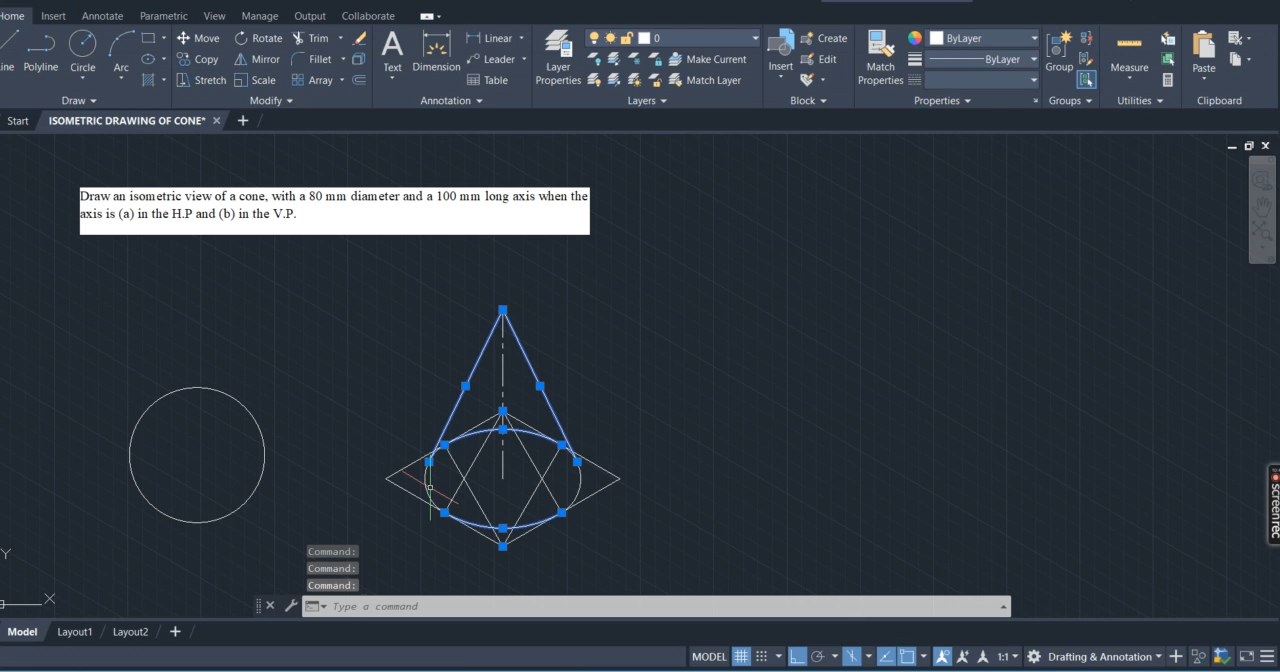 Home Insert Annotate Parametric View Manage Output Collaborate
Line Polyline Circle Arc
Move Rotate Trim
Copy Mirror Fillet
Stretch Scale Array
Text Dimension
Linear
Leader
Table
Layer
Properties
0
Make Current
Match Layer
Insert
Create
Edit
Match
Properties
ByLayer
ByLayer
Group
Measure
Paste
Draw Modify Annotation Layers Block Properties Groups Utilities Clipboard
Start ISOMETRIC DRAWING OF CONE*
Draw an isometric view of a cone, with a 80 mm diameter and a 100 mm long axis when the
axis is (a) in the H.P and (b) in the V.P.
screenrec
Y
X
Command:
Command:
Command:
Type a command
Model Layout1 Layout2
MODEL 1:1 Drafting & Annotation